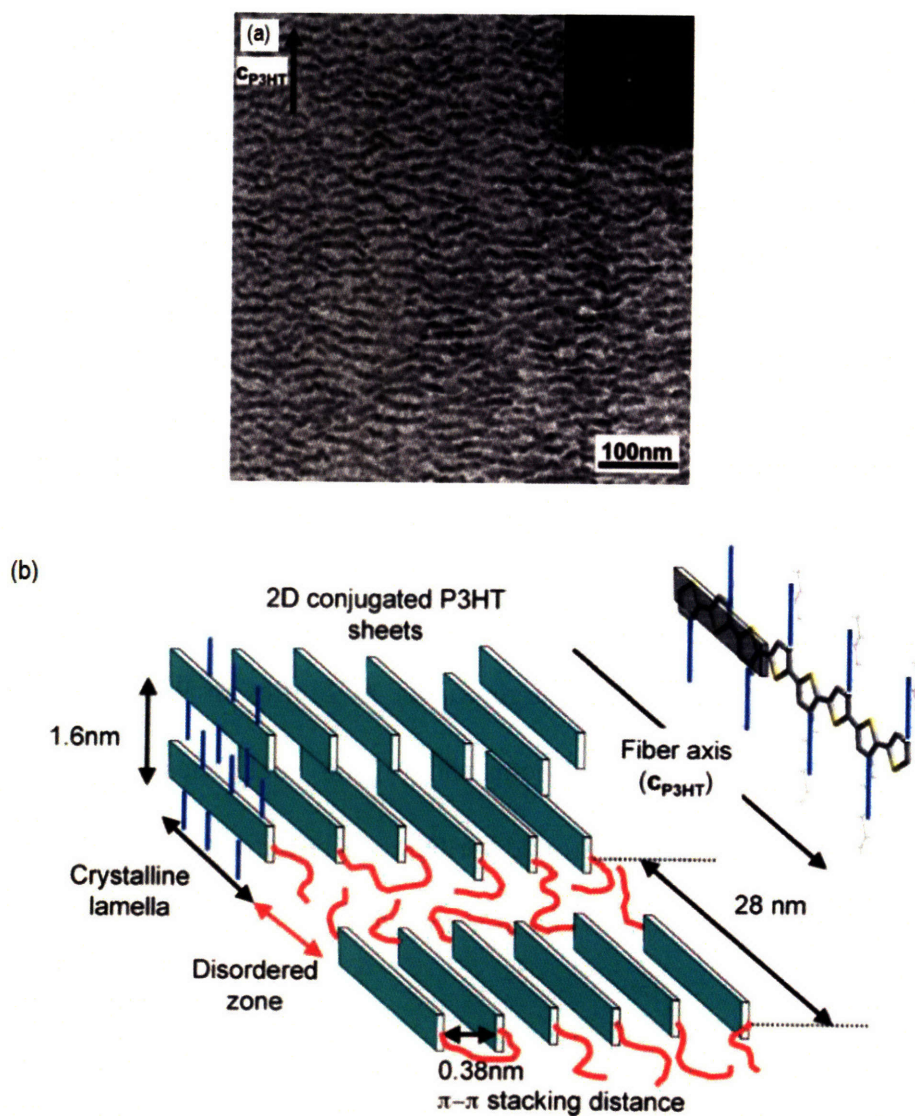 (a)
cP3HT
100nm
(b)
2D conjugated P3HT
sheets
1.6nm
Fiber axis
(cP3HT)
Crystalline
lamella
28 nm
Disordered
zone
0.38nm
π-π stacking distance